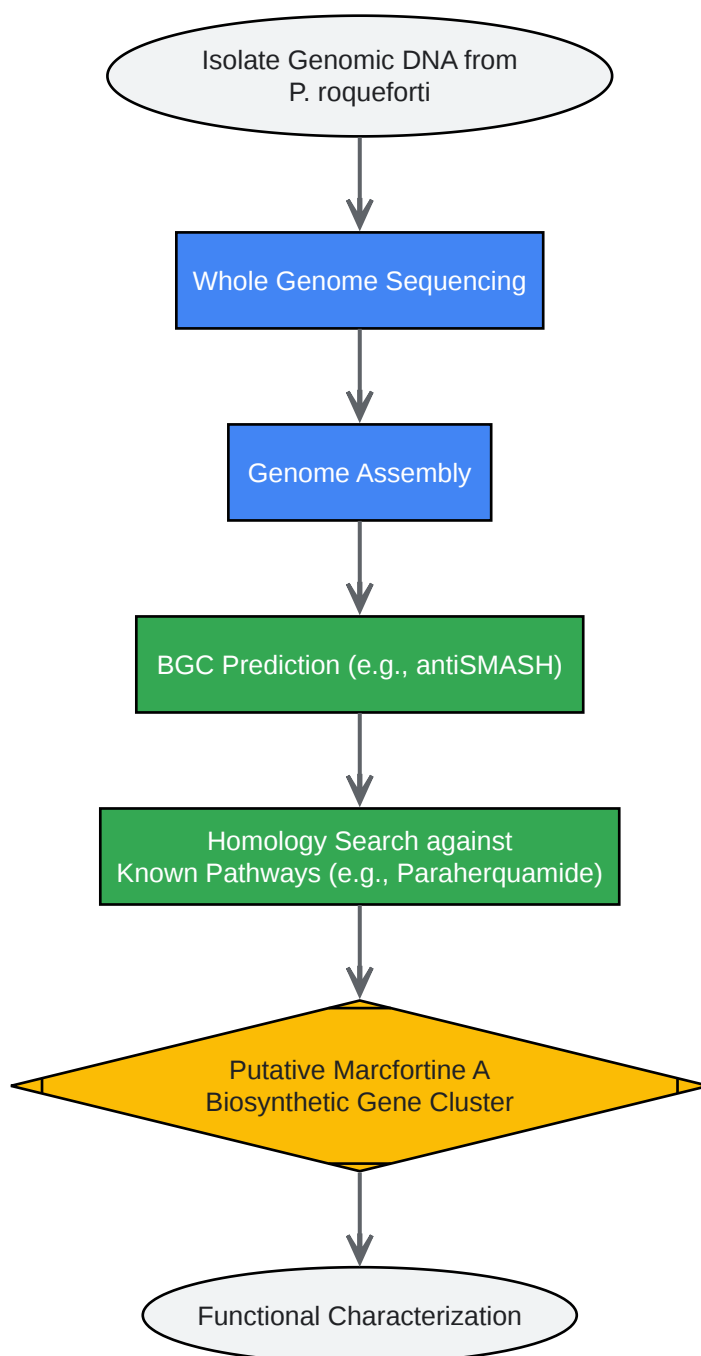 Isolate Genomic DNA from
P. roqueforti
Whole Genome Sequencing
Genome Assembly
BGC Prediction (e.g., antiSMASH)
Homology Search against
Known Pathways (e.g., Paraherquamide)
Putative Marcfortine A
Biosynthetic Gene Cluster
Functional Characterization